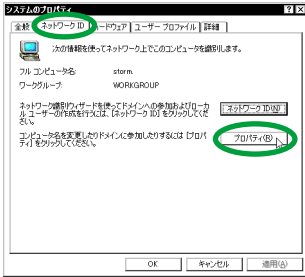 システムのプロパティ
全般 ネットワーク ID ハードウェア ユーザー プロファイル 詳細
次の情報を使ってネットワーク上でこのコンピュータを識別します。
フル コンピュータ名: storm.
ワークグループ: WORKGROUP
ネットワーク識別ウィザードを使ってドメインへの参加およびローカ
ル ユーザーの作成を行うには、[ネットワーク ID] をクリックしてくだ
さい。
ネットワーク ID(N)
コンピュータ名を変更したりドメインに参加したりするには [プロパ
ティ] をクリックしてください。
プロパティ(R)
OK キャンセル 適用(A)